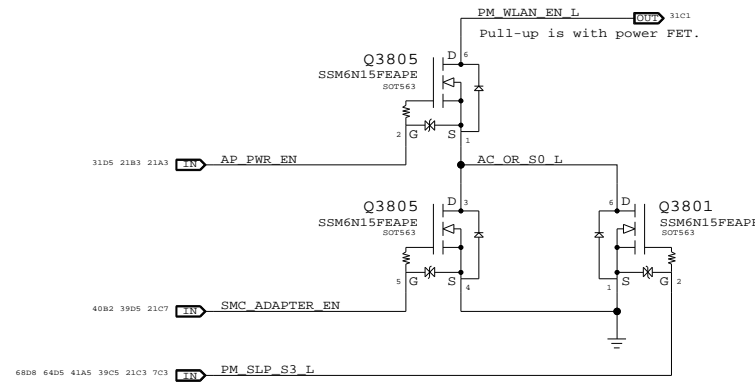 PM_WLAN_EN_L
OUT 31C1
Pull-up is with power FET.
D 6
Q3805
SSM6N15FEAPE
SOT563
2 G S 1
31D5 21B3 21A3 IN AP_PWR_EN
AC_OR_S0_L
Q3805 D 3
SSM6N15FEAPE
SOT563
6 D Q3801
SSM6N15FEAPE
SOT563
5 G S 4
1 S G 2
40B2 39D5 21C7 IN SMC_ADAPTER_EN
68D8 64D5 41A5 39C5 21C3 7C3 IN PM_SLP_S3_L